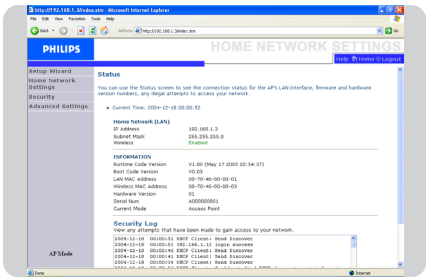 http://192.168.1.3/index.stm - Microsoft Internet Explorer
File Edit View Favorites Tools Help
Back
Address http://192.168.1.3/index.stm Go
PHILIPS
HOME NETWORK SETTINGS
Help Home Logout
Setup Wizard
Home Network Settings
Security
Advanced Settings
AP Mode
Status
You can use the Status screen to see the connection status for the AP's LAN interface, firmware and hardware
version numbers, any illegal attempts to access your network.
• Current Time: 2004-12-18 00:00:52
Home Network (LAN)
IP Address 192.168.1.3
Subnet Mask 255.255.255.0
Wireless Enabled
INFORMATION
Runtime Code Version V1.00 (May 17 2005 22:54:37)
Boot Code Version V0.03
LAN MAC Address 00-70-46-00-00-01
Wireless MAC Address 00-70-46-00-00-03
Hardware Version 01
Serial Num A000000001
Current Mode Access Point
Security Log
View any attempts that have been made to gain access to your network.
2004-12-18 00:00:51 DHCP Client: Send Discover
2004-12-18 00:00:51 192.168.1.12 login success
2004-12-18 00:00:46 DHCP Client: Send Discover
2004-12-18 00:00:41 DHCP Client: Send Discover
2004-12-18 00:00:36 DHCP Client: Send Discover
Done Internet